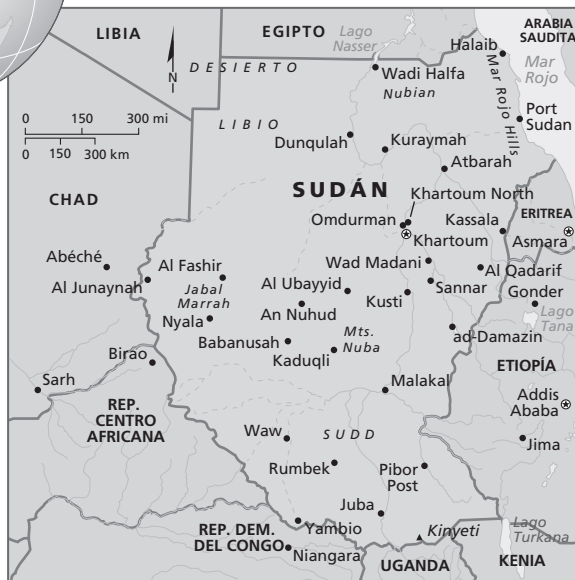 LIBIA
EGIPTO
Lago
Nasser
ARABIA
SAUDITA
Halaib
Mar
Rojo
DESIERTO
Wadi Halfa
Nubian
Mar Rojo Hills
N
0 150 300 mi
0 150 300 km
LIBIO
Port
Sudan
Dunqulah
Kuraymah
Atbarah
CHAD
SUDÁN
Khartoum North
Omdurman
Kassala
ERITREA
Khartoum
Asmara
Abéché
Al Fashir
Wad Madani
Al Qadarif
Al Junaynah
Jabal
Marrah
Al Ubayyid
Kusti
Sannar
Gonder
Nyala
An Nuhud
Lago
Tana
Babanusah
Mts.
Nuba
ad-Damazin
Birao
Kaduqli
ETIOPÍA
Sarh
Malakal
Addis
Ababa
REP.
CENTRO
AFRICANA
Waw
SUDD
Jima
Rumbek
Pibor
Post
Juba
REP. DEM.
DEL CONGO
Yambio
Kinyeti
Lago
Turkana
Niangara
UGANDA
KENIA